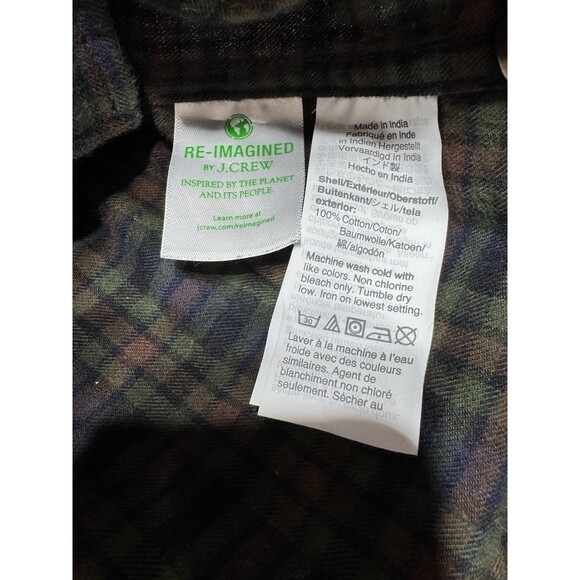 RE-IMAGINED
BY J.CREW
INSPIRED BY THE PLANET
AND ITS PEOPLE.
Learn more at
jcrew.com/reimagined
Made in India
Fabriqué en Inde
In Indien Hergestellt
Vervaardigd in India
インド製
Hecho en India
Shell/Extérieur/Oberstoff/
Buitenkant/シェル/tela
exterior:
100% Cotton/Coton/
Baumwolle/Katoen/
綿/algodón
Machine wash cold with
like colors. Non chlorine
bleach only. Tumble dry
low. Iron on lowest setting.
30
Laver à la machine à l'eau
froide avec des couleurs
similaires. Agent de
blanchiment non chloré
seulement. Sécher au